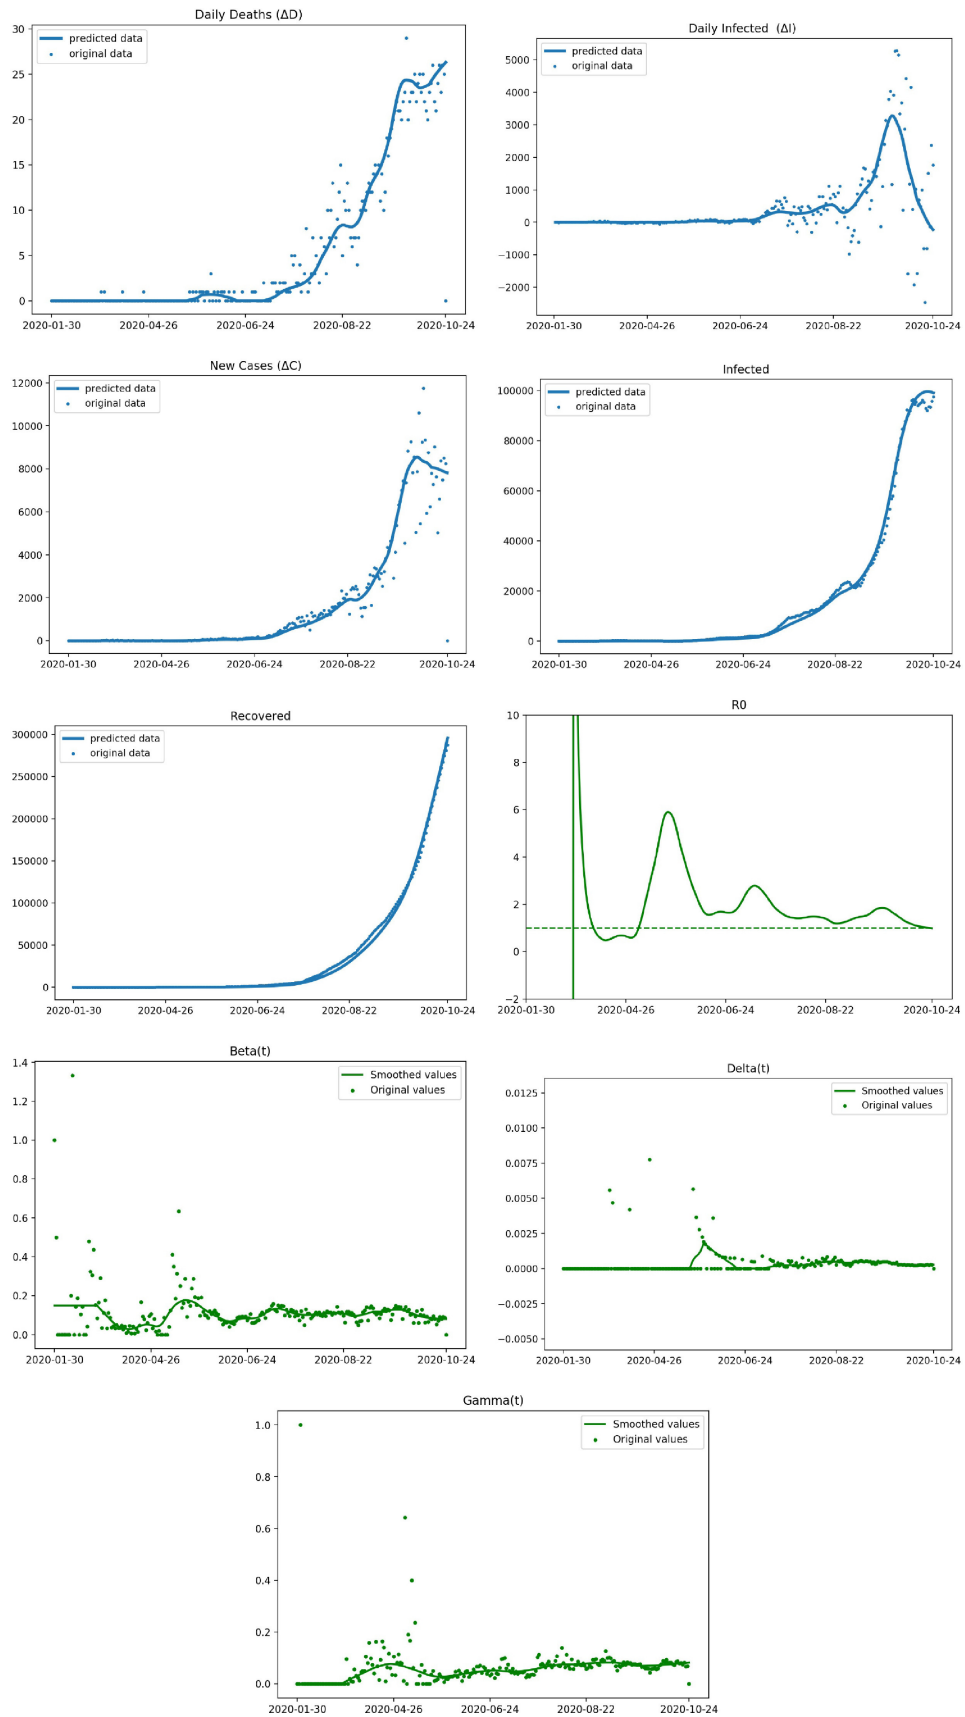 Daily Deaths (ΔD)
predicted data
original data
30
25
20
15
10
5
0
2020-01-30 2020-04-26 2020-06-24 2020-08-22 2020-10-24
Daily Infected (ΔI)
predicted data
original data
5000
4000
3000
2000
1000
0
−1000
−2000
2020-01-30 2020-04-26 2020-06-24 2020-08-22 2020-10-24
New Cases (ΔC)
predicted data
original data
12000
10000
8000
6000
4000
2000
0
2020-01-30 2020-04-26 2020-06-24 2020-08-22 2020-10-24
Infected
predicted data
original data
100000
80000
60000
40000
20000
0
2020-01-30 2020-04-26 2020-06-24 2020-08-22 2020-10-24
Recovered
predicted data
original data
300000
250000
200000
150000
100000
50000
0
2020-01-30 2020-04-26 2020-06-24 2020-08-22 2020-10-24
R0
10
8
6
4
2
0
−2
2020-01-30 2020-04-26 2020-06-24 2020-08-22 2020-10-24
Beta(t)
Smoothed values
Original values
1.4
1.2
1.0
0.8
0.6
0.4
0.2
0.0
2020-01-30 2020-04-26 2020-06-24 2020-08-22 2020-10-24
Delta(t)
Smoothed values
Original values
0.0125
0.0100
0.0075
0.0050
0.0025
0.0000
−0.0025
−0.0050
2020-01-30 2020-04-26 2020-06-24 2020-08-22 2020-10-24
Gamma(t)
Smoothed values
Original values
1.0
0.8
0.6
0.4
0.2
0.0
2020-01-30 2020-04-26 2020-06-24 2020-08-22 2020-10-24